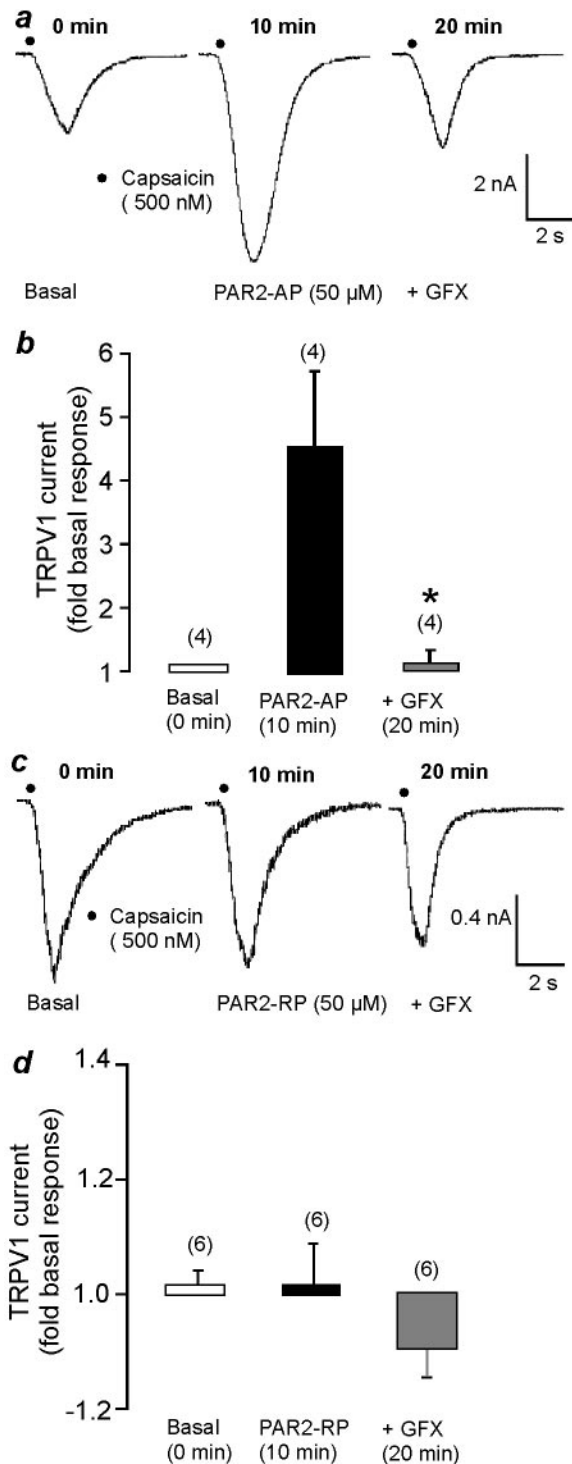 a
0 min 10 min 20 min
Capsaicin
( 500 nM)
2 nA
2 s
Basal PAR2-AP (50 µM) + GFX
b
TRPV1 current
(fold basal response)
6
5
4
3
2
1
(4)
(4)
*
(4)
Basal PAR2-AP + GFX
(0 min) (10 min) (20 min)
c
0 min 10 min 20 min
Capsaicin
( 500 nM)
0.4 nA
2 s
Basal PAR2-RP (50 µM) + GFX
d
TRPV1 current
(fold basal response)
1.4
1.2
1.0
-1.2
(6)
(6)
(6)
Basal PAR2-RP + GFX
(0 min) (10 min) (20 min)